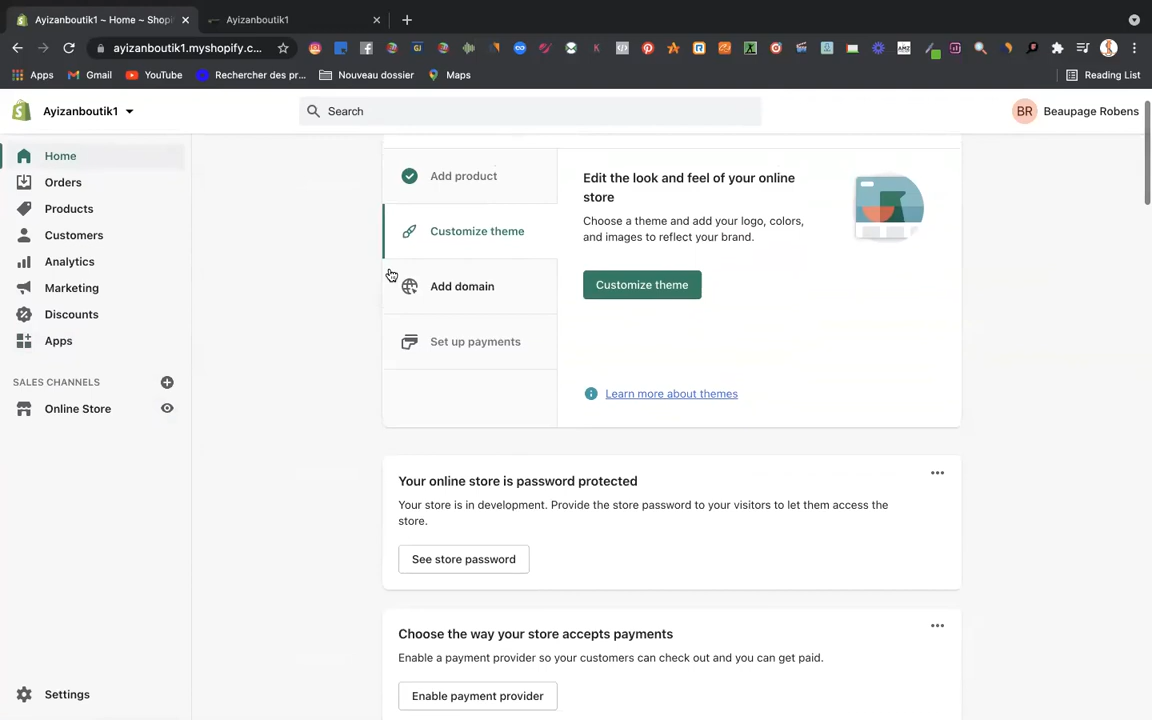 Ayizanboutik1 ~ Home ~ Shopi
Ayizanboutik1
ayizanboutik1.myshopify.c...
Apps
Gmail
YouTube
Rechercher des pr...
Nouveau dossier
Maps
Reading List
Ayizanboutik1
Search
BR
Beaupage Robens
Home
Orders
Products
Customers
Analytics
Marketing
Discounts
Apps
SALES CHANNELS
Online Store
Settings
Add product
Customize theme
Add domain
Set up payments
Edit the look and feel of your online
store
Choose a theme and add your logo, colors,
and images to reflect your brand.
Customize theme
Learn more about themes
Your online store is password protected
Your store is in development. Provide the store password to your visitors to let them access the
store.
See store password
Choose the way your store accepts payments
Enable a payment provider so your customers can check out and you can get paid.
Enable payment provider